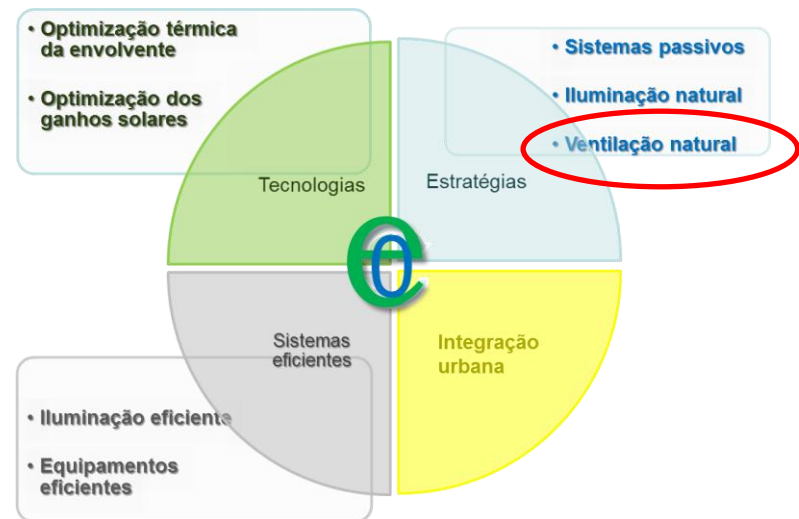 • Optimização térmica
da envolvente
• Optimização dos
ganhos solares
• Sistemas passivos
• Iluminação natural
• Ventilação natural
Tecnologias
Estratégias
e0
Sistemas
eficientes
Integração
urbana
• Iluminação eficiente
• Equipamentos
eficientes